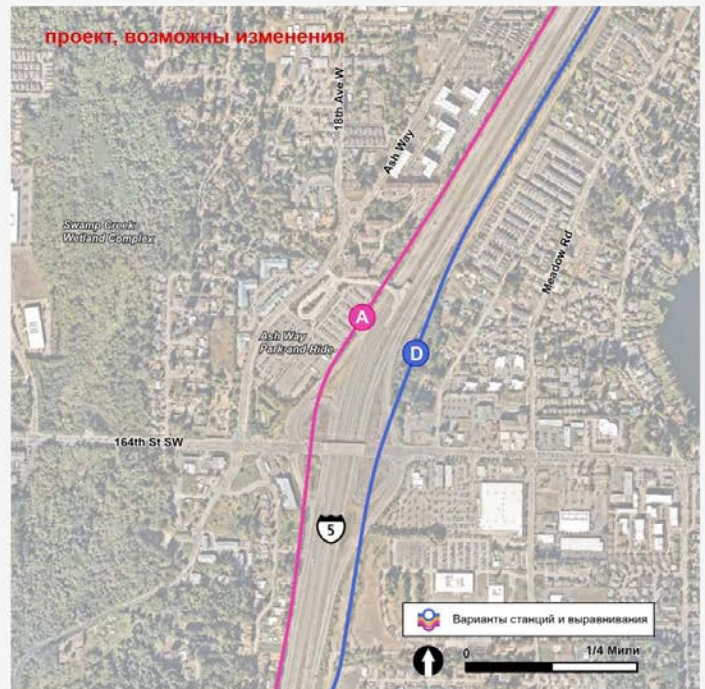 проект, возможны изменения
18th Ave W
Ash Way
Swamp Creek
Wetland Complex
Meadow Rd
A
Ash Way
Park-and-Ride
D
164th St SW
5
Варианты станций и выравнивания
0
1/4 Мили